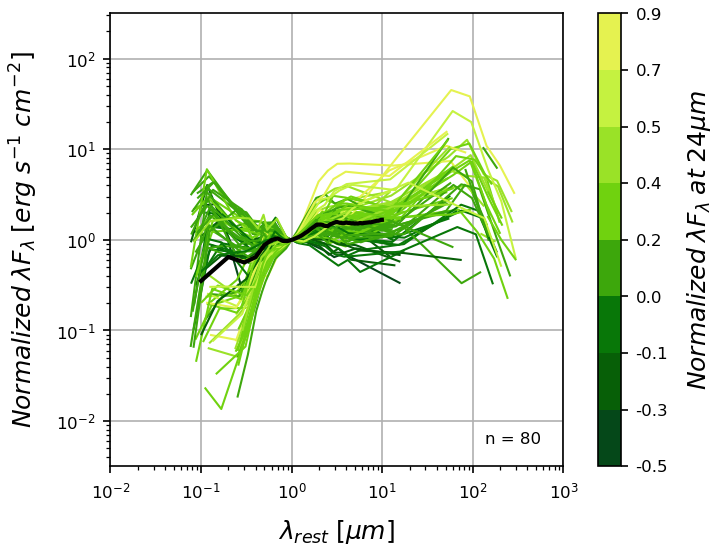 Normalized λF_λ [erg s⁻¹ cm⁻²]
10²
10¹
10⁰
10⁻¹
10⁻²
n = 80
10⁻² 10⁻¹ 10⁰ 10¹ 10² 10³
λ_rest [μm]
0.9
0.7
0.5
0.4
0.2
0.0
-0.1
-0.3
-0.5
Normalized λF_λ at 24μm